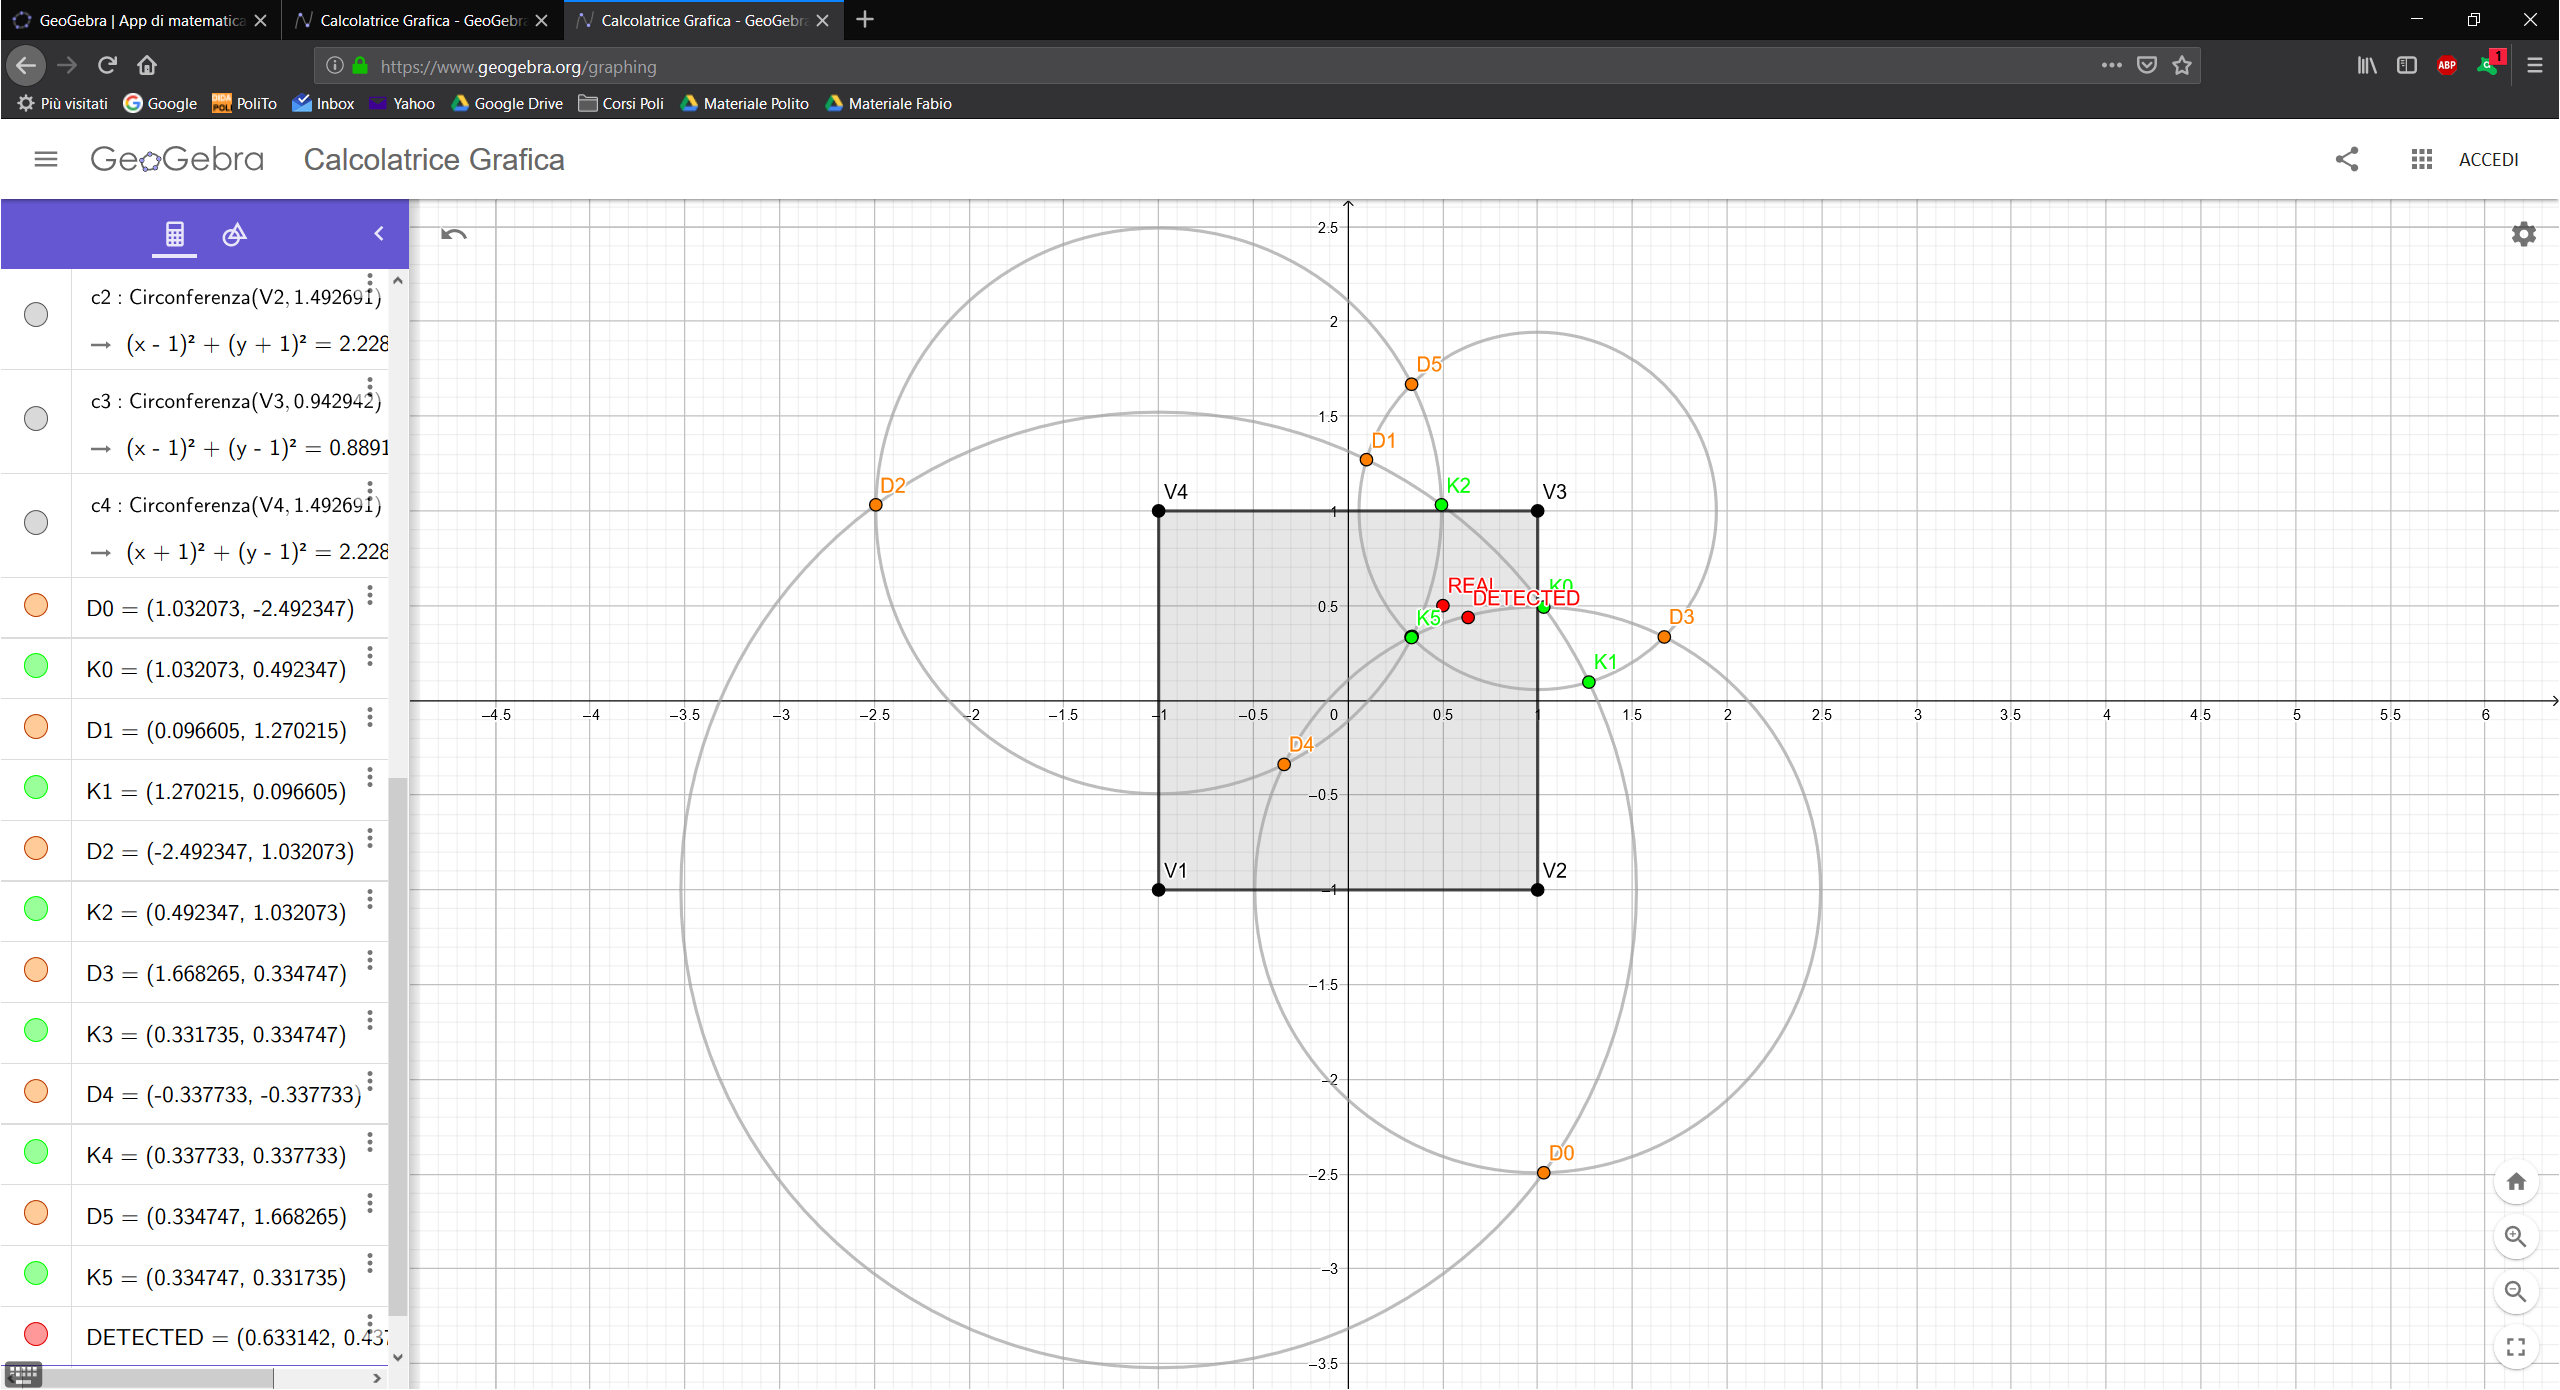 GeoGebra | App di matematica
Calcolatrice Grafica - GeoGebra
Calcolatrice Grafica - GeoGebra
https://www.geogebra.org/graphing
ABP
1
Più visitati Google PoliTo Inbox Yahoo Google Drive Corsi Poli Materiale Polito Materiale Fabio
GeoGebra Calcolatrice Grafica
ACCEDI
c2 : Circonferenza(V2, 1.492691)
→ (x - 1)² + (y + 1)² = 2.228
c3 : Circonferenza(V3, 0.942942)
→ (x - 1)² + (y - 1)² = 0.8891
c4 : Circonferenza(V4, 1.492691)
→ (x + 1)² + (y - 1)² = 2.228
D0 = (1.032073, -2.492347)
K0 = (1.032073, 0.492347)
D1 = (0.096605, 1.270215)
K1 = (1.270215, 0.096605)
D2 = (-2.492347, 1.032073)
K2 = (0.492347, 1.032073)
D3 = (1.668265, 0.334747)
K3 = (0.331735, 0.334747)
D4 = (-0.337733, -0.337733)
K4 = (0.337733, 0.337733)
D5 = (0.334747, 1.668265)
K5 = (0.334747, 0.331735)
DETECTED = (0.633142, 0.437
2.5
2
D5
1.5
D1
D2
K2
V4
V3
1
REAL
K0
DETECTED
0.5
K5
D3
K1
–4.5 –4 –3.5 –3 –2.5 –2 –1.5 –1 –0.5 0 0.5 1 1.5 2 2.5 3 3.5 4 4.5 5 5.5 6
D4
–0.5
V1
V2
–1
–1.5
–2
D0
–2.5
–3
–3.5